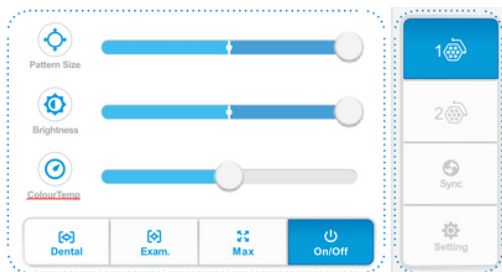 Pattern Size
Brightness
ColourTemp
Dental
Exam.
Max
On/Off
1
2
Sync
Setting